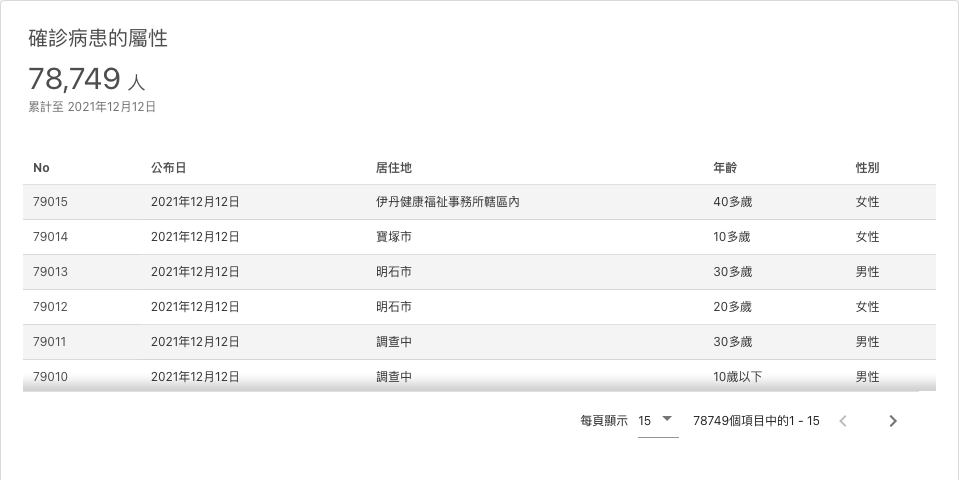 確診病患的屬性
78,749 人
累計至 2021年12月12日
No 公布日 居住地 年齡 性別
79015 2021年12月12日 伊丹健康福祉事務所轄區內 40多歲 女性
79014 2021年12月12日 寶塚市 10多歲 女性
79013 2021年12月12日 明石市 30多歲 男性
79012 2021年12月12日 明石市 20多歲 女性
79011 2021年12月12日 調查中 30多歲 男性
79010 2021年12月12日 調查中 10歲以下 男性
每頁顯示 15 78749個項目中的1 - 15